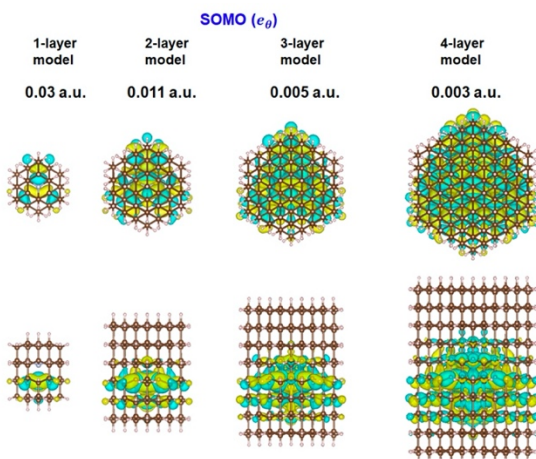 SOMO (eθ)
1-layer model 2-layer model 3-layer model 4-layer model
0.03 a.u. 0.011 a.u. 0.005 a.u. 0.003 a.u.